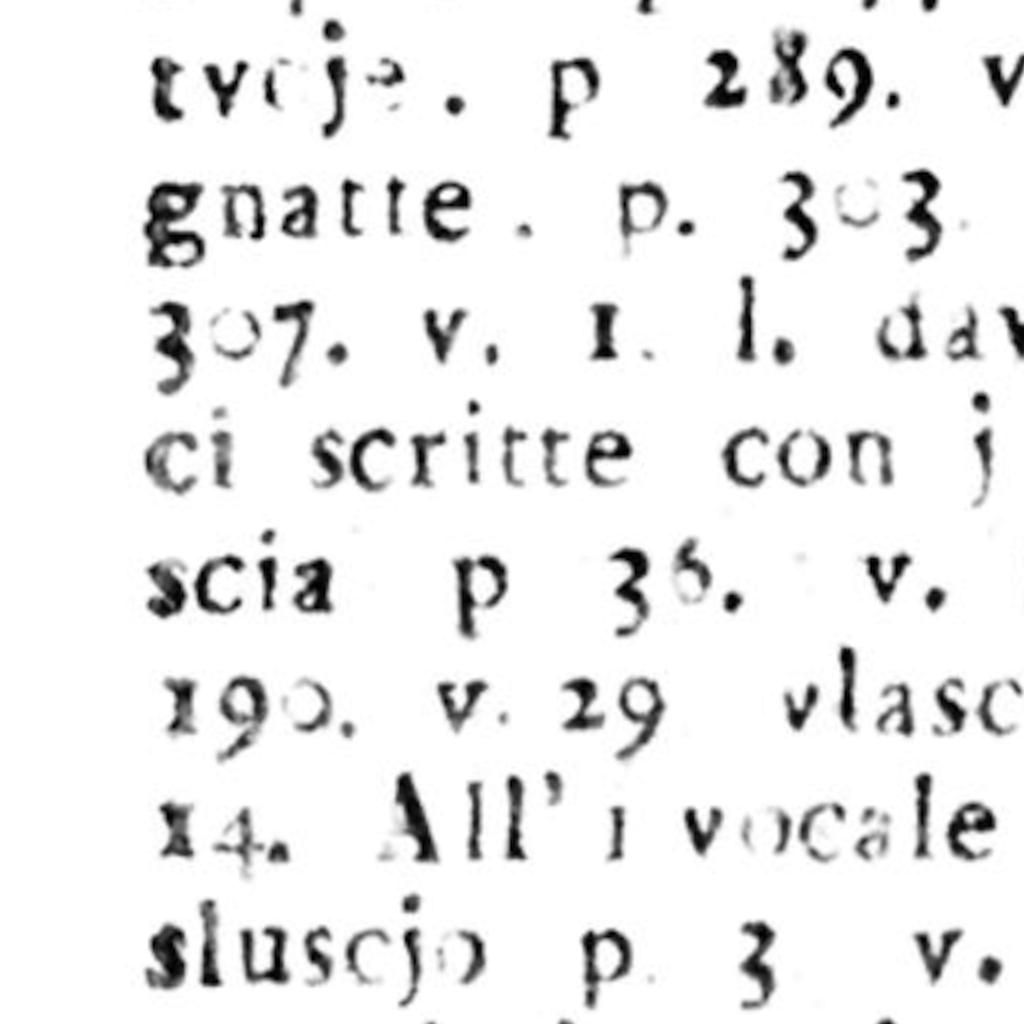 tvcje. p 289. v
gnatte. p. 303
307. v. 1. l. dav
ci scritte con j
scia p 36. v.
190. v. 29 vlasc
14. All' i vocale
sluscjo p. 3 v.